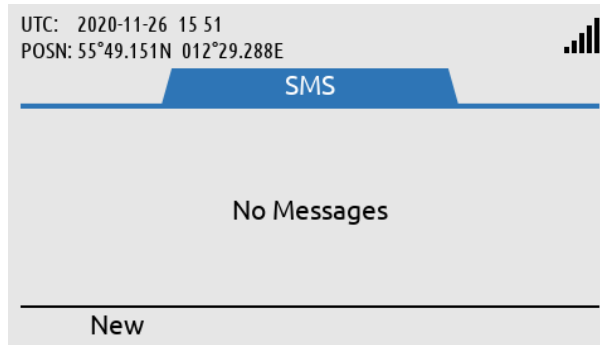 UTC: 2020-11-26 15 51
POSN: 55°49.151N 012°29.288E
SMS
No Messages
New